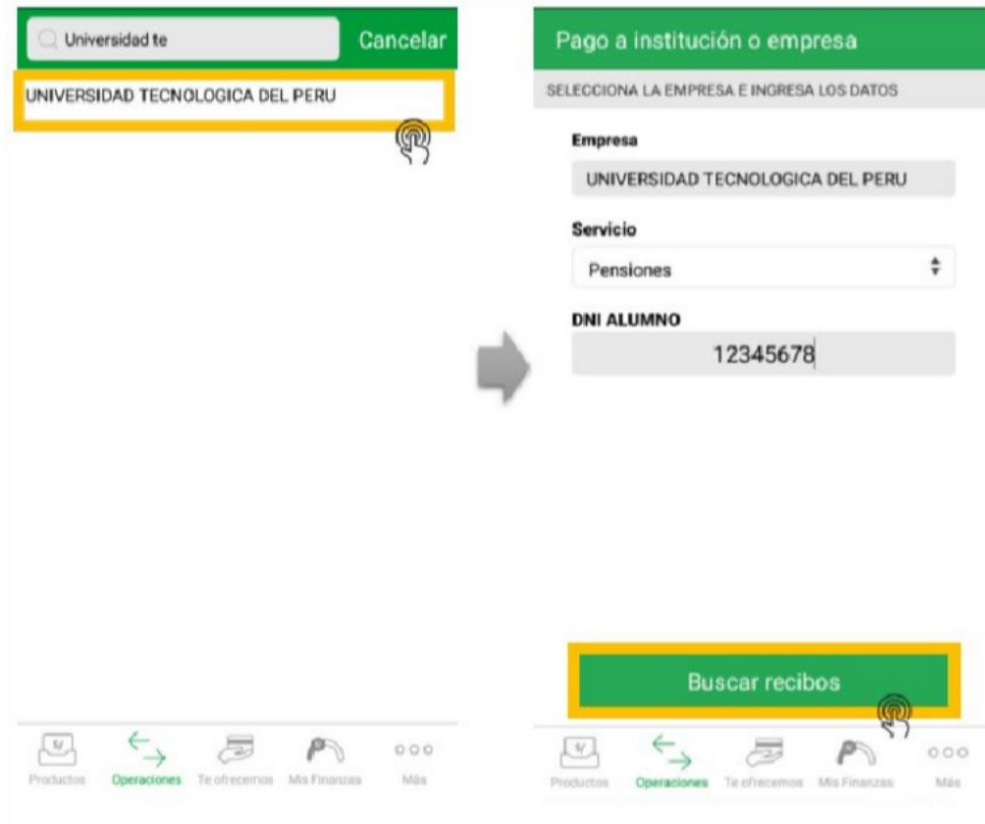 Universidad te
Cancelar
UNIVERSIDAD TECNOLOGICA DEL PERU
Productos
Operaciones
Te ofrecemos
Mis Finanzas
Más
Pago a institución o empresa
SELECCIONA LA EMPRESA E INGRESA LOS DATOS
Empresa
UNIVERSIDAD TECNOLOGICA DEL PERU
Servicio
Pensiones
DNI ALUMNO
12345678
Buscar recibos
S/
Productos
Operaciones
Te ofrecemos
Mis Finanzas
Más